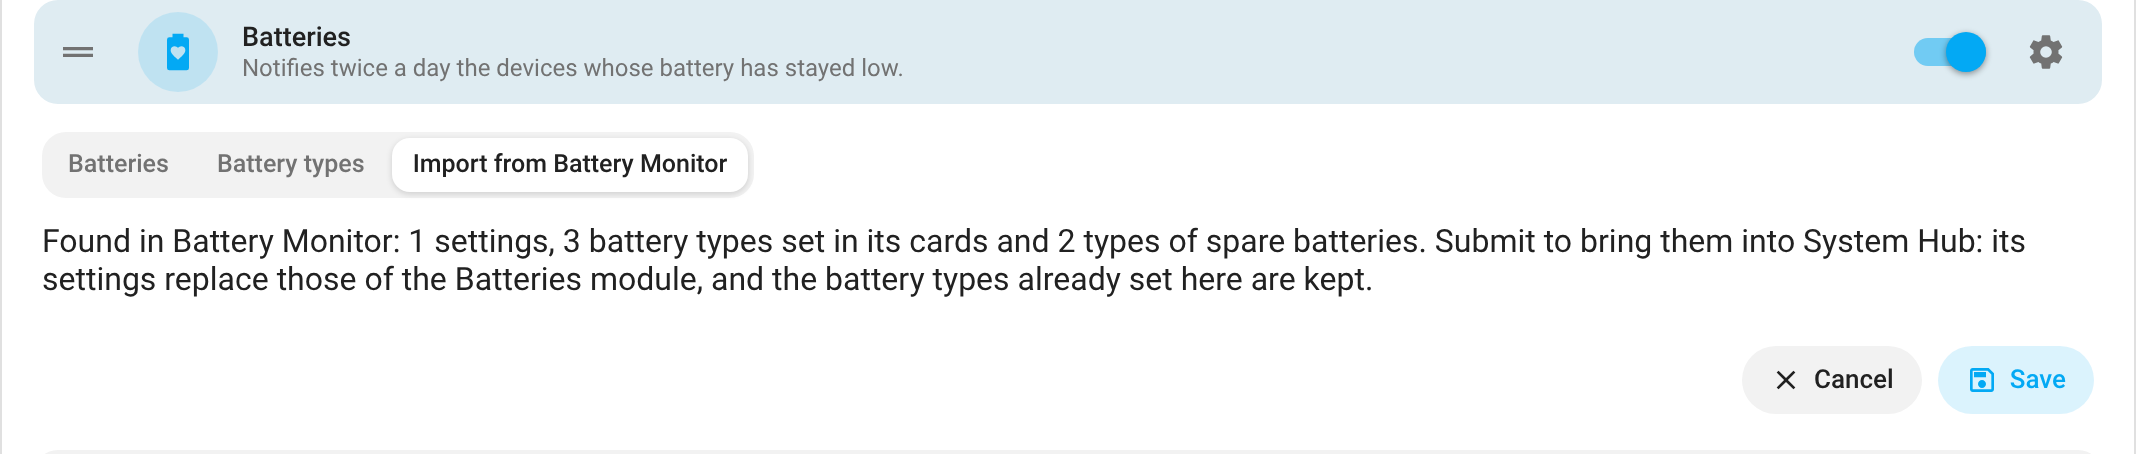 Batteries
Notifies twice a day the devices whose battery has stayed low.
Batteries
Battery types
Import from Battery Monitor
Found in Battery Monitor: 1 settings, 3 battery types set in its cards and 2 types of spare batteries. Submit to bring them into System Hub: its
settings replace those of the Batteries module, and the battery types already set here are kept.
Cancel
Save